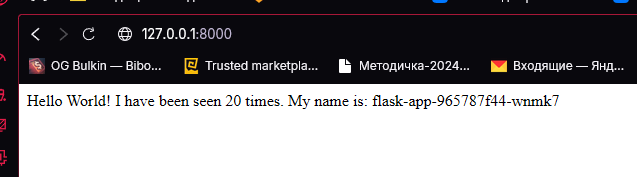 127.0.0.1:8000
OG Bulkin — Bibo... Trusted marketpla... Методичка-2024... Входящие — Янд...
Hello World! I have been seen 20 times. My name is: flask-app-965787f44-wnmk7